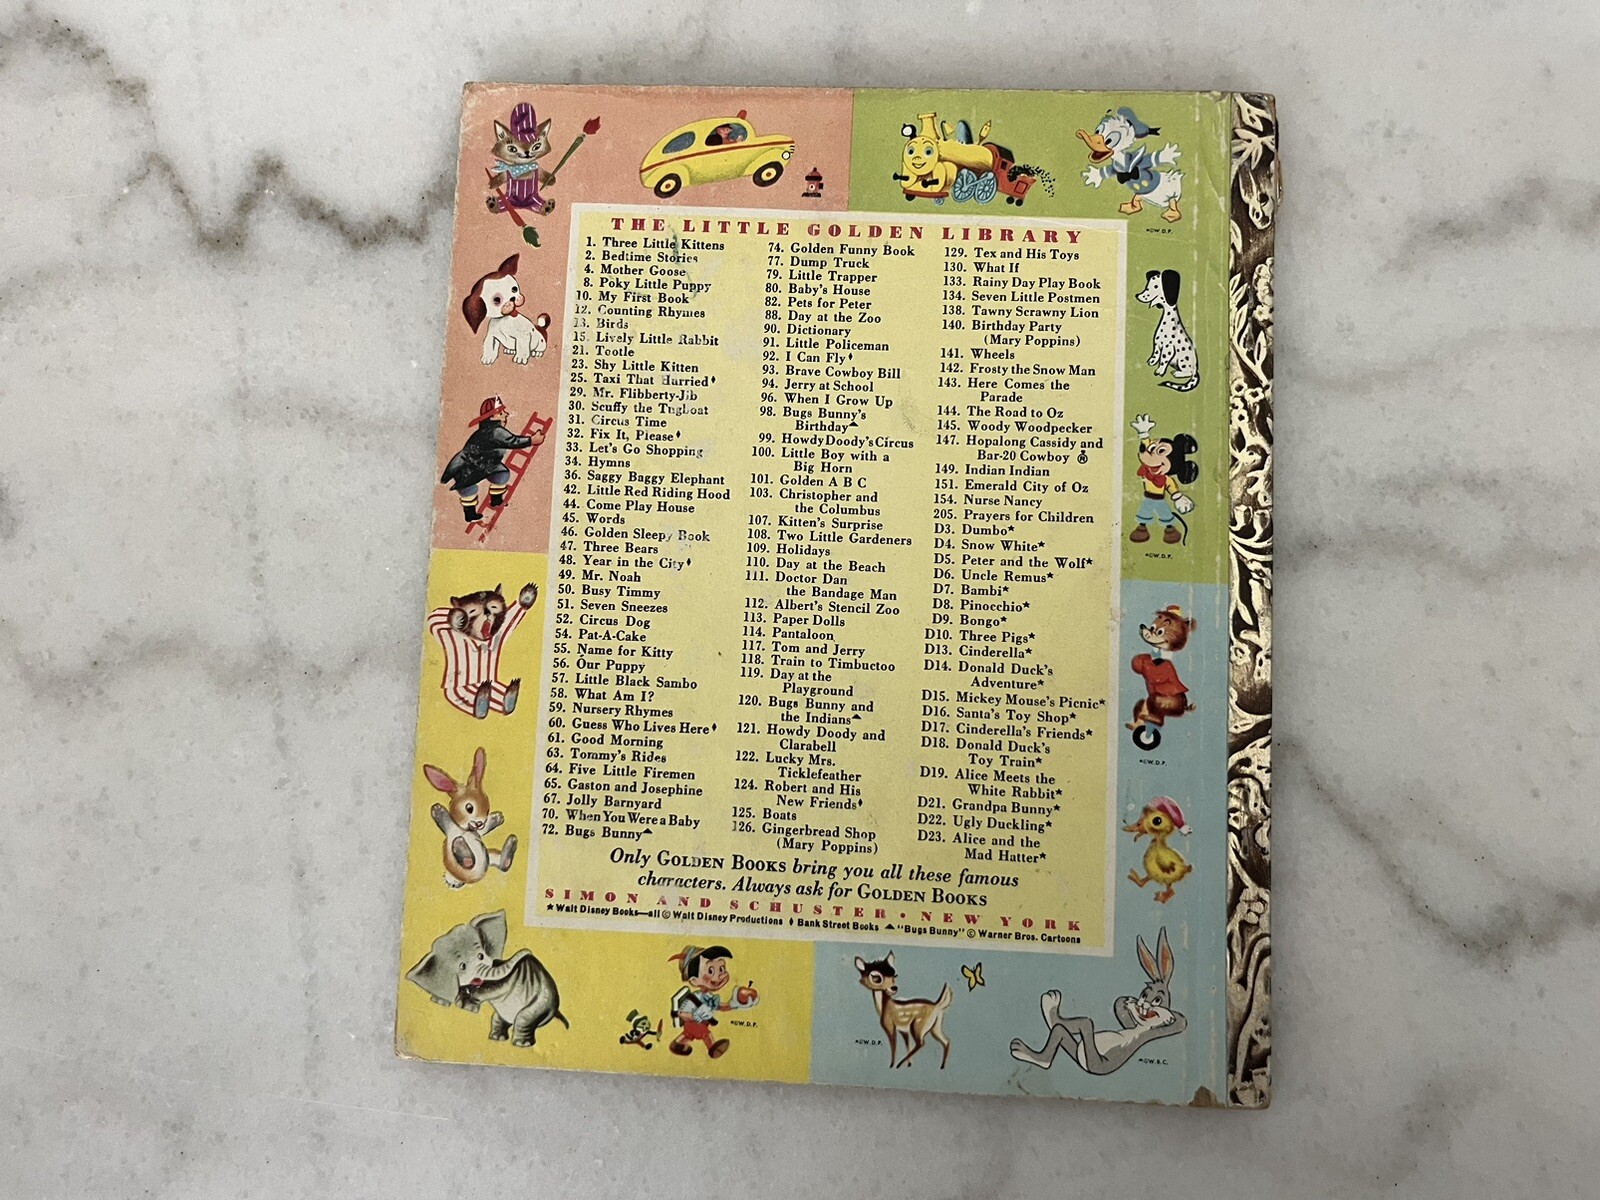 THE LITTLE GOLDEN LIBRARY
1. Three Little Kittens
2. Bedtime Stories
4. Mother Goose
8. Poky Little Puppy
10. My First Book
12. Counting Rhymes
13. Birds
15. Lively Little Rabbit
21. Tootle
23. Shy Little Kitten
25. Taxi That Hurried♦
29. Mr. Flibberty-Jib
30. Scuffy the Tugboat
31. Circus Time
32. Fix It, Please♦
33. Let's Go Shopping
34. Hymns
36. Saggy Baggy Elephant
42. Little Red Riding Hood
44. Come Play House
45. Words
46. Golden Sleepy Book
47. Three Bears
48. Year in the City♦
49. Mr. Noah
50. Busy Timmy
51. Seven Sneezes
52. Circus Dog
54. Pat-A-Cake
55. Name for Kitty
56. Our Puppy
57. Little Black Sambo
58. What Am I?
59. Nursery Rhymes
60. Guess Who Lives Here♦
61. Good Morning
63. Tommy's Rides
64. Five Little Firemen
65. Gaston and Josephine
67. Jolly Barnyard
70. When You Were a Baby
72. Bugs Bunny▲
74. Golden Funny Book
77. Dump Truck
79. Little Trapper
80. Baby's House
82. Pets for Peter
88. Day at the Zoo
90. Dictionary
91. Little Policeman
92. I Can Fly♦
93. Brave Cowboy Bill
94. Jerry at School
96. When I Grow Up
98. Bugs Bunny's
Birthday▲
99. Howdy Doody's Circus
100. Little Boy with a
Big Horn
101. Golden A B C
103. Christopher and
the Columbus
107. Kitten's Surprise
108. Two Little Gardeners
109. Holidays
110. Day at the Beach
111. Doctor Dan
the Bandage Man
112. Albert's Stencil Zoo
113. Paper Dolls
114. Pantaloon
117. Tom and Jerry
118. Train to Timbuctoo
119. Day at the
Playground
120. Bugs Bunny and
the Indians▲
121. Howdy Doody and
Clarabell
122. Lucky Mrs.
Ticklefeather
124. Robert and His
New Friends♦
125. Boats
126. Gingerbread Shop
(Mary Poppins)
129. Tex and His Toys
130. What If
133. Rainy Day Play Book
134. Seven Little Postmen
138. Tawny Scrawny Lion
140. Birthday Party
(Mary Poppins)
141. Wheels
142. Frosty the Snow Man
143. Here Comes the
Parade
144. The Road to Oz
145. Woody Woodpecker
147. Hopalong Cassidy and
Bar-20 Cowboy
149. Indian Indian
151. Emerald City of Oz
154. Nurse Nancy
205. Prayers for Children
D3. Dumbo★
D4. Snow White★
D5. Peter and the Wolf★
D6. Uncle Remus★
D7. Bambi★
D8. Pinocchio★
D9. Bongo★
D10. Three Pigs★
D13. Cinderella★
D14. Donald Duck's
Adventure★
D15. Mickey Mouse's Picnic★
D16. Santa's Toy Shop★
D17. Cinderella's Friends★
D18. Donald Duck's
Toy Train★
D19. Alice Meets the
White Rabbit★
D21. Grandpa Bunny★
D22. Ugly Duckling★
D23. Alice and the
Mad Hatter★
Only GOLDEN BOOKS bring you all these famous
characters. Always ask for GOLDEN BOOKS
SIMON AND SCHUSTER • NEW YORK
★ Walt Disney Books—all © Walt Disney Productions ♦ Bank Street Books ▲ "Bugs Bunny" © Warner Bros. Cartoons
©W.D.P.
©W.D.P.
©W.D.P.
©W.D.P.
©W.D.P.
©W.B.C.